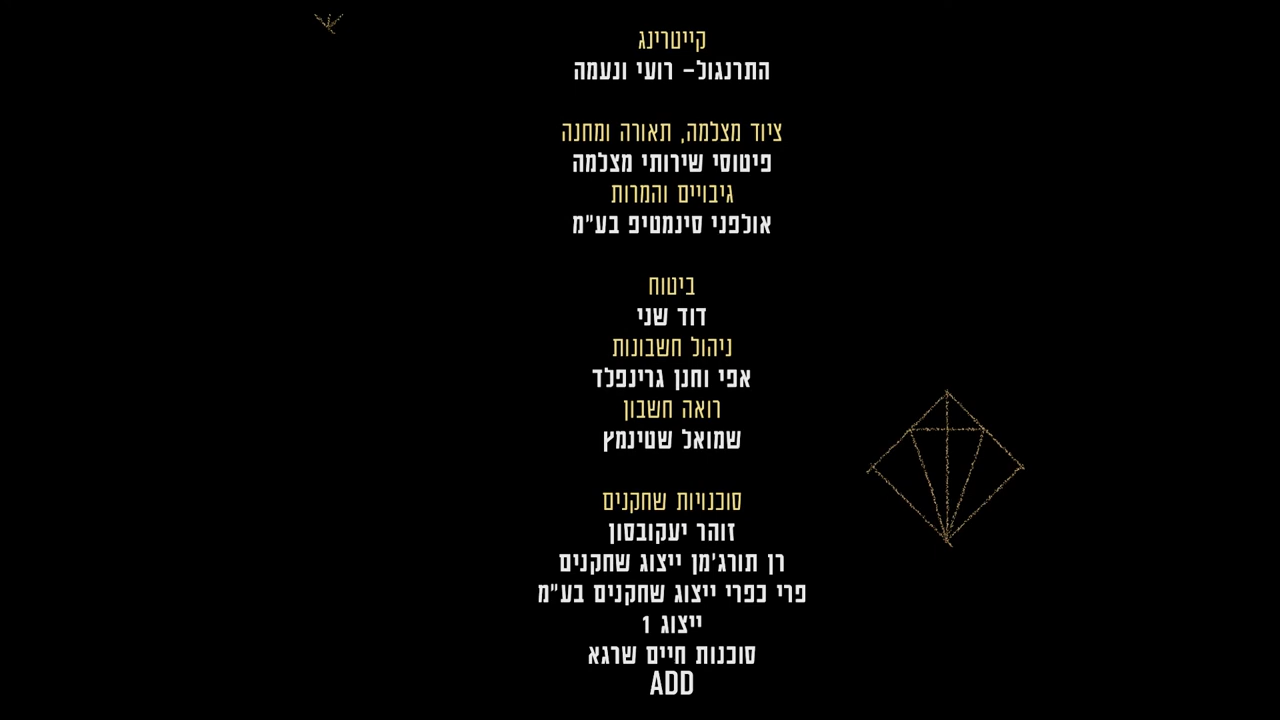 קייטרינג
התרנגול- רועי ונעמה
ציוד מצלמה, תאורה ומחנה
פיטוסי שירותי מצלמה
גיבויים והמרות
אולפני סינמטיפ בע"מ
ביטוח
דוד שני
ניהול חשבונות
אפי וחנן גרינפלד
רואה חשבון
שמואל שטינמץ
סוכנויות שחקנים
זוהר יעקובסון
רן תורג'מן ייצוג שחקנים
פרי כפרי ייצוג שחקנים בע"מ
ייצוג 1
סוכנות חיים שרגא
ADD